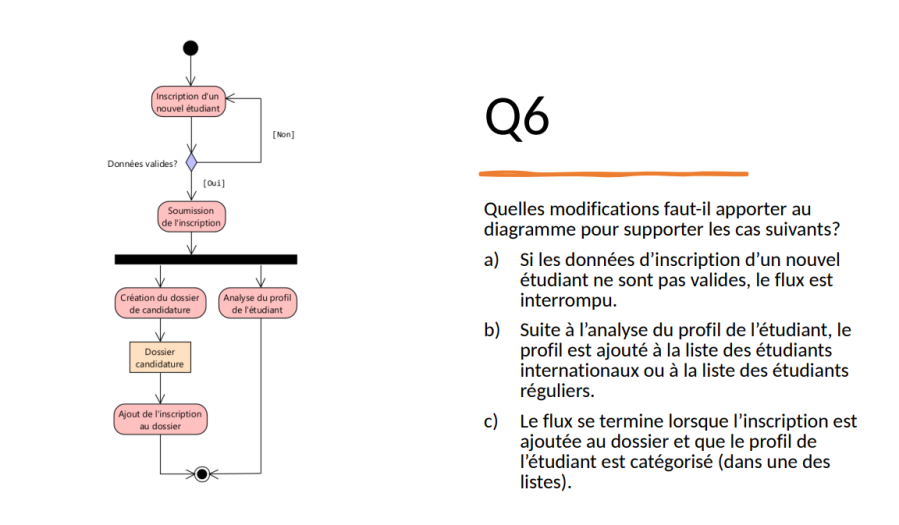 Inscription d'un
nouvel étudiant
[Non]
Données valides?
[Oui]
Soumission
de l'inscription
Création du dossier
de candidature
Analyse du profil
de l'étudiant
Dossier
candidature
Ajout de l'inscription
au dossier
Q6
Quelles modifications faut-il apporter au
diagramme pour supporter les cas suivants?
a) Si les données d’inscription d’un nouvel
étudiant ne sont pas valides, le flux est
interrompu.
b) Suite à l’analyse du profil de l’étudiant, le
profil est ajouté à la liste des étudiants
internationaux ou à la liste des étudiants
réguliers.
c) Le flux se termine lorsque l’inscription est
ajoutée au dossier et que le profil de
l’étudiant est catégorisé (dans une des
listes).